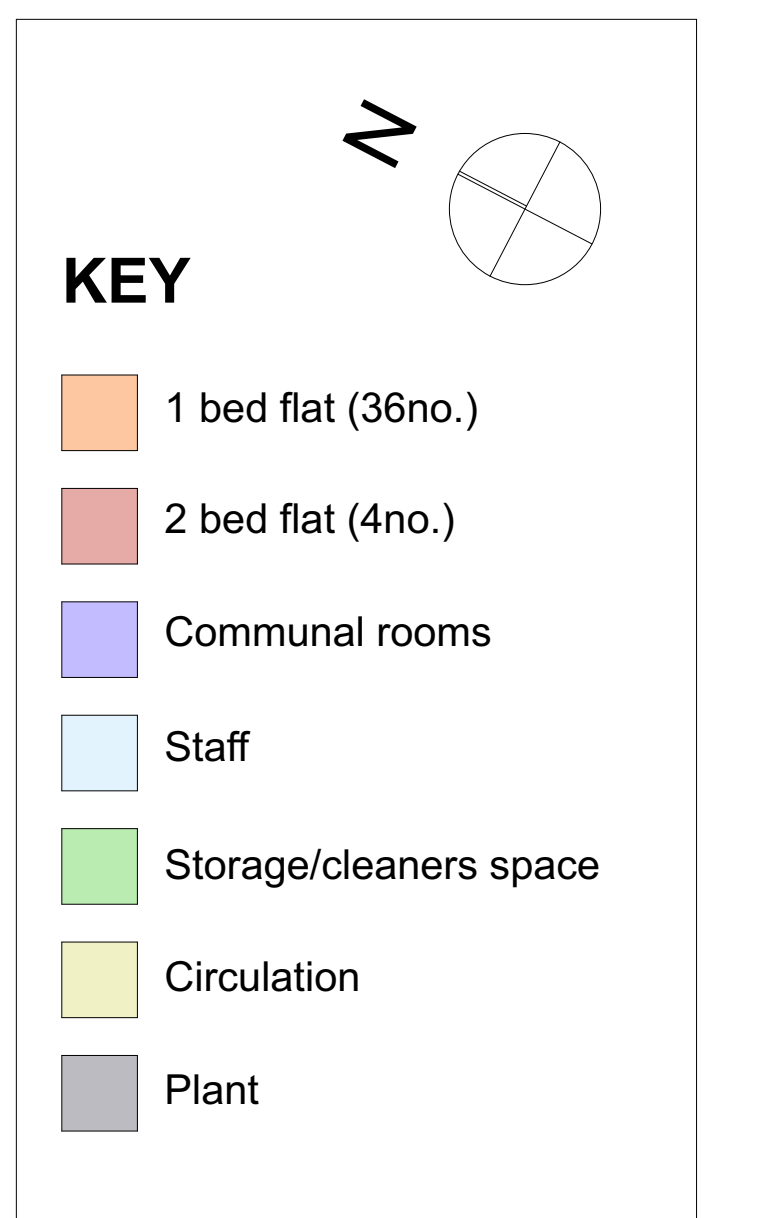 N
KEY
1 bed flat (36no.)
2 bed flat (4no.)
Communal rooms
Staff
Storage/cleaners space
Circulation
Plant